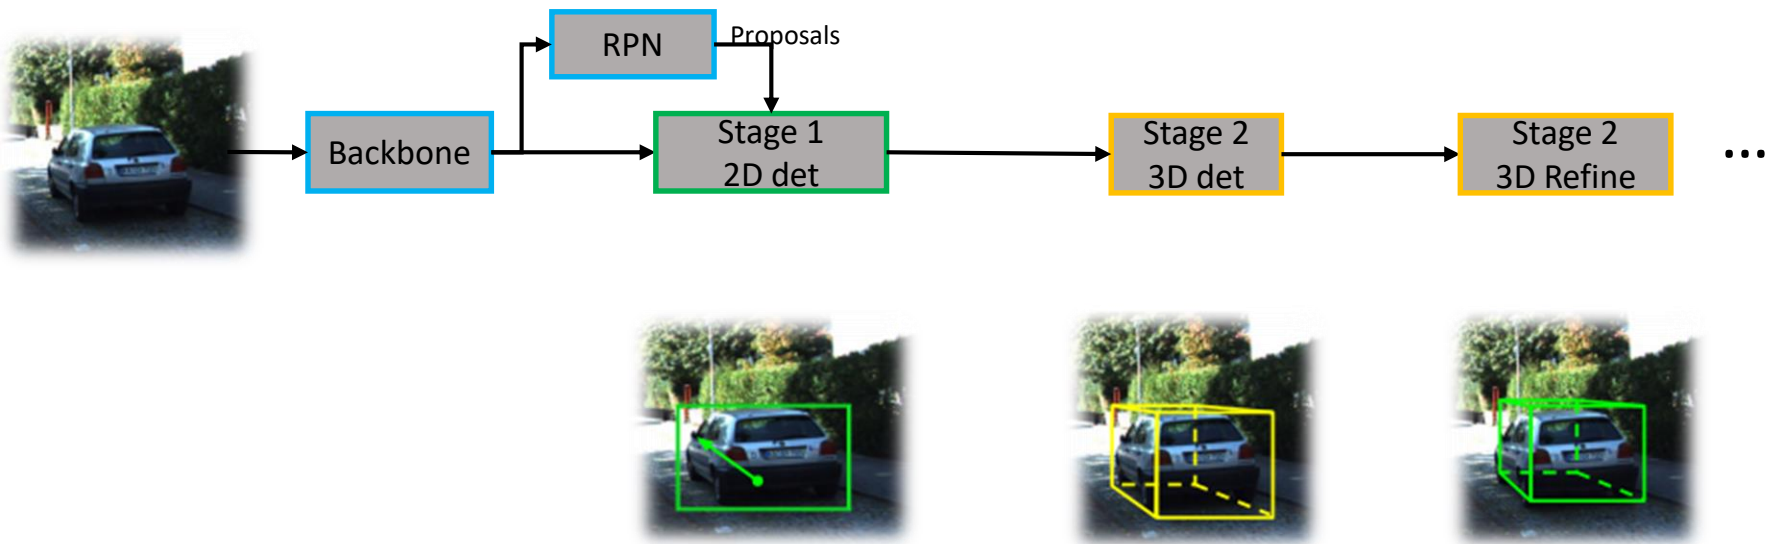 RPN
Proposals
Backbone
Stage 1
2D det
Stage 2
3D det
Stage 2
3D Refine
...